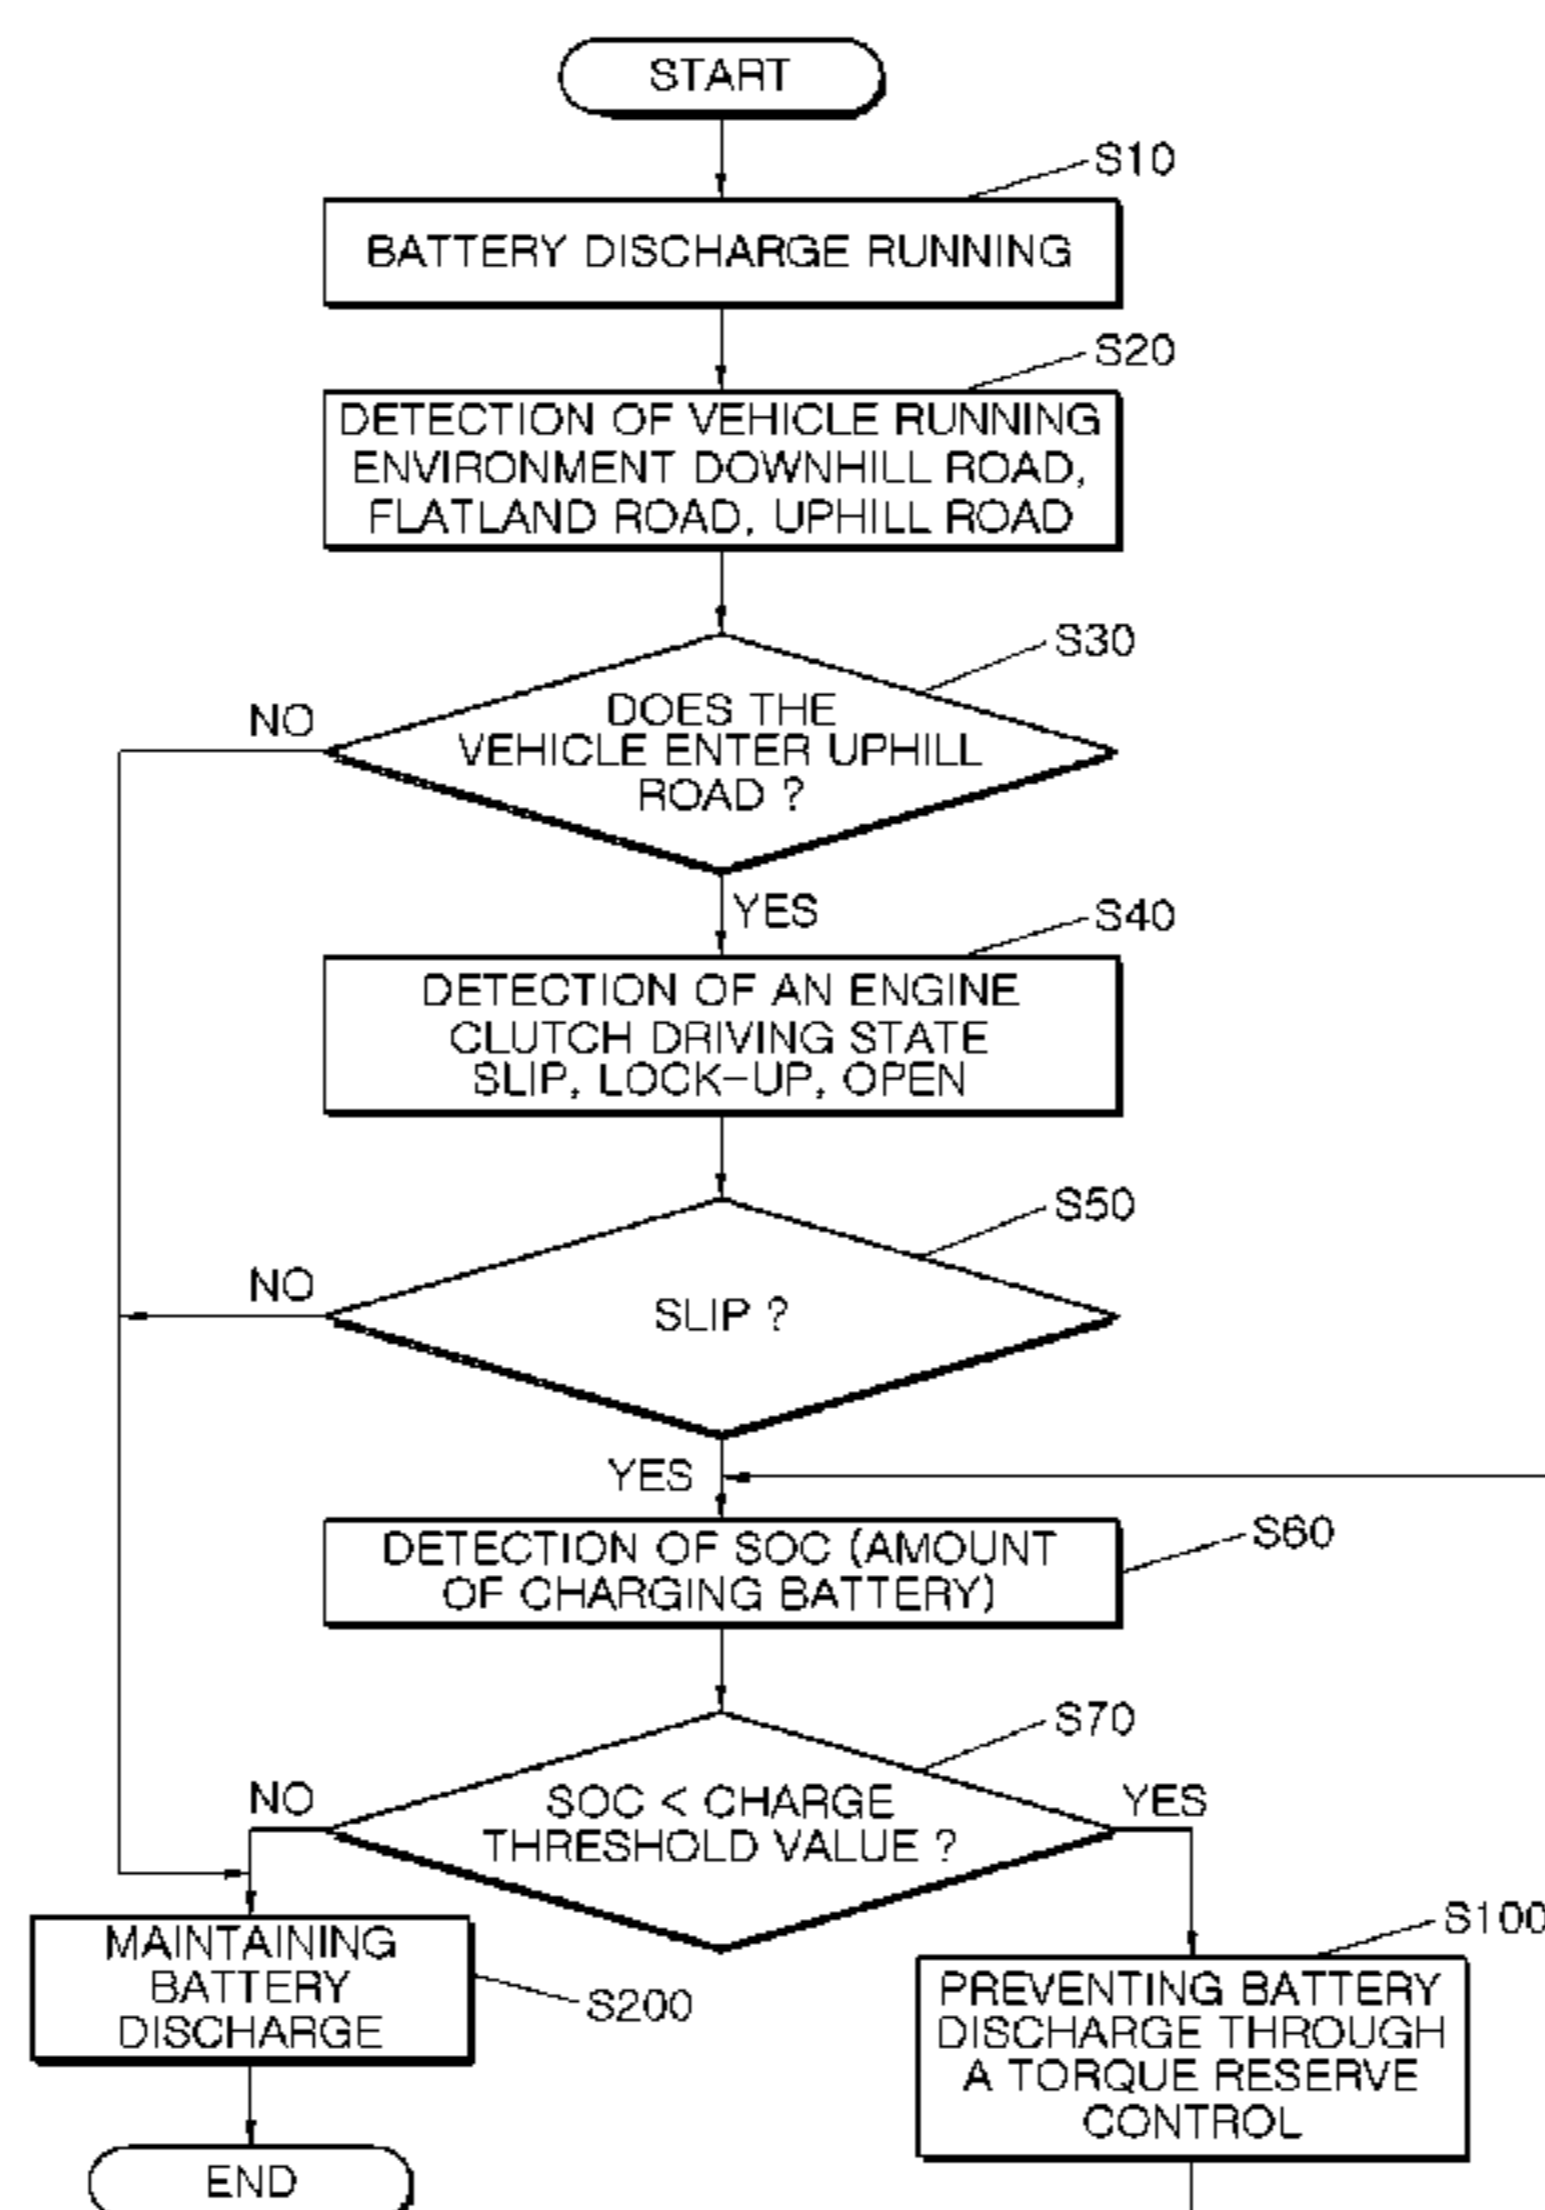 START
S10
BATTERY DISCHARGE RUNNING
S20
DETECTION OF VEHICLE RUNNING
ENVIRONMENT DOWNHILL ROAD,
FLATLAND ROAD, UPHILL ROAD
S30
NO
DOES THE
VEHICLE ENTER UPHILL
ROAD ?
YES
S40
DETECTION OF AN ENGINE
CLUTCH DRIVING STATE
SLIP, LOCK-UP, OPEN
S50
NO
SLIP ?
YES
S60
DETECTION OF SOC (AMOUNT
OF CHARGING BATTERY)
S70
NO
SOC < CHARGE
THRESHOLD VALUE ?
YES
S100
MAINTAINING
BATTERY
DISCHARGE
S200
PREVENTING BATTERY
DISCHARGE THROUGH
A TORQUE RESERVE
CONTROL
END